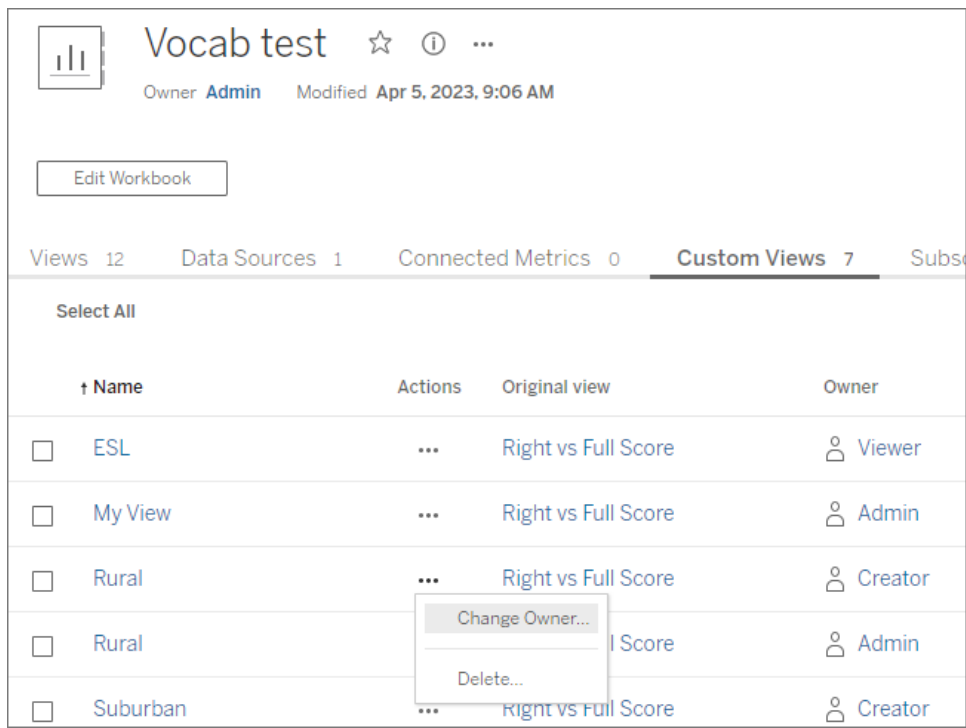 Vocab test
Owner Admin Modified Apr 5, 2023, 9:06 AM
Edit Workbook
Views 12 Data Sources 1 Connected Metrics 0 Custom Views 7 Subsc
Select All
↑ Name Actions Original view Owner
ESL ••• Right vs Full Score Viewer
My View ••• Right vs Full Score Admin
Rural ••• Right vs Full Score Creator
Change Owner...
Rural l Score Admin
Delete...
Suburban ••• Right vs Full Score Creator